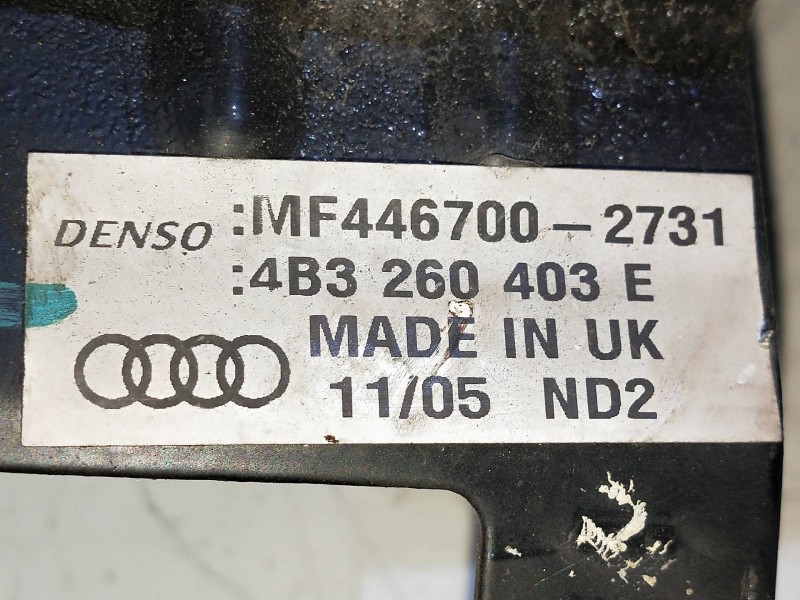 DENSO :MF446700-2731
:4B3 260 403 E
MADE IN UK
11/05 ND2